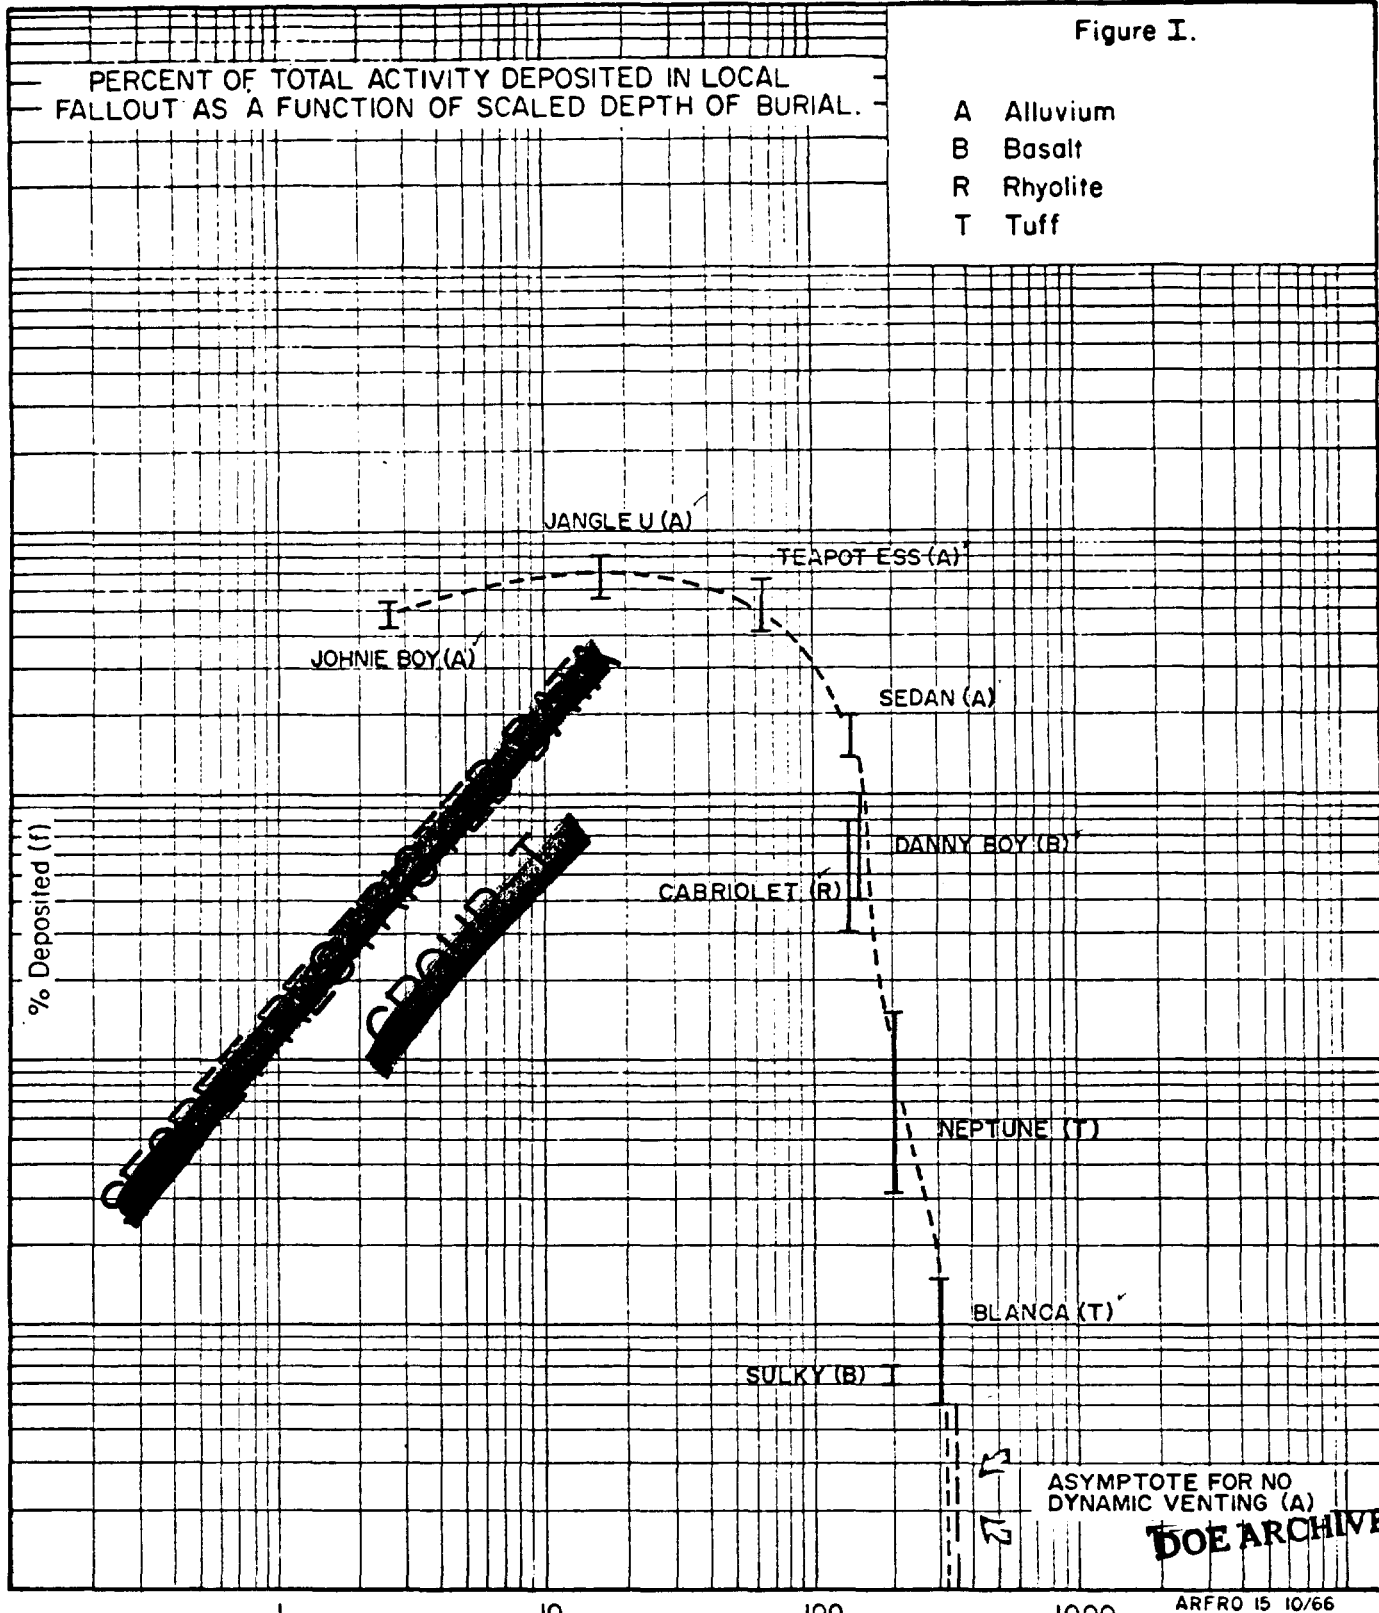 Figure I.
PERCENT OF TOTAL ACTIVITY DEPOSITED IN LOCAL
FALLOUT AS A FUNCTION OF SCALED DEPTH OF BURIAL.
A Alluvium
B Basalt
R Rhyolite
T Tuff
JANGLE U (A)
TEAPOT ESS (A)
JOHNIE BOY (A)
SEDAN (A)
% Deposited (f)
DANNY BOY (B)
CABRIOLET (R)
NEPTUNE (T)
BLANCA (T)
SULKY (B)
ASYMPTOTE FOR NO
DYNAMIC VENTING (A)
DOE ARCHIVE
ARFRO 15 10/66
1 10 100 1000